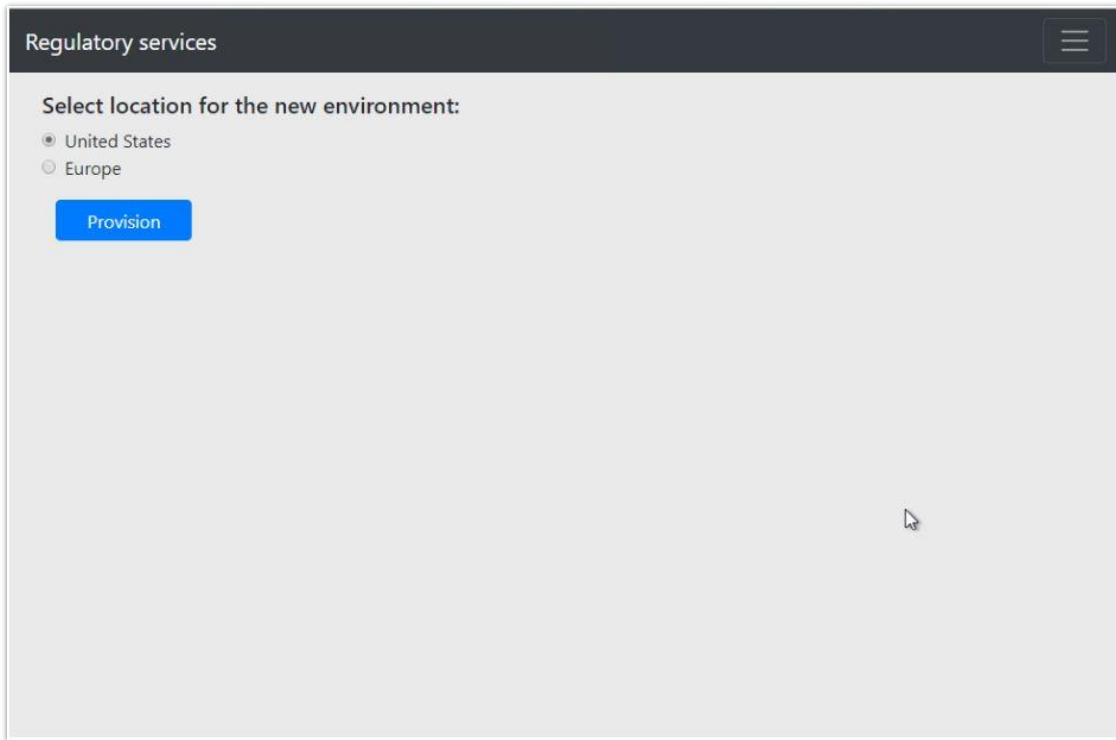 Regulatory services
Select location for the new environment:
United States
Europe
Provision